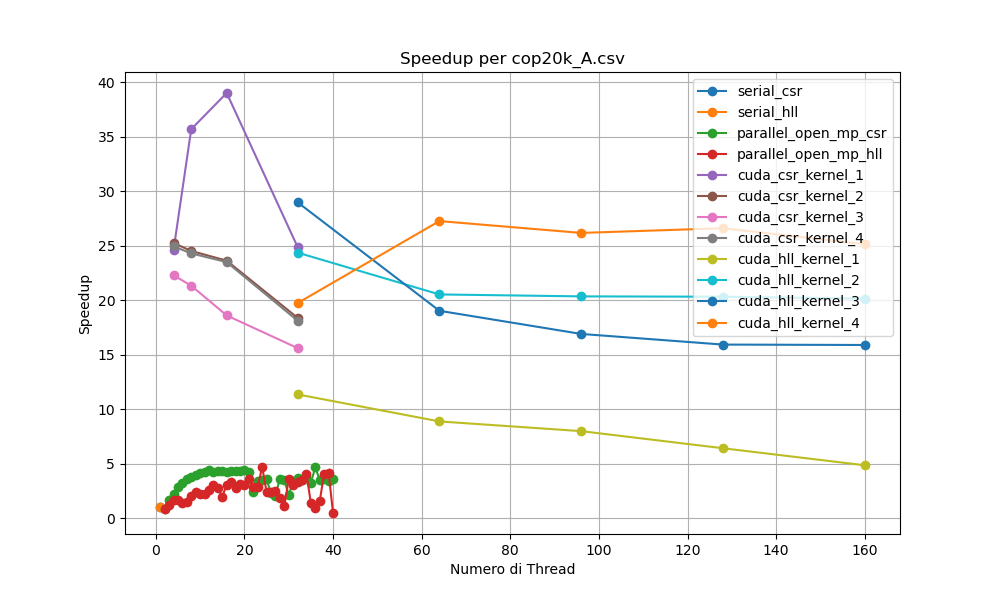 Speedup per cop20k_A.csv
Speedup
40
35
30
25
20
15
10
5
0
serial_csr
serial_hll
parallel_open_mp_csr
parallel_open_mp_hll
cuda_csr_kernel_1
cuda_csr_kernel_2
cuda_csr_kernel_3
cuda_csr_kernel_4
cuda_hll_kernel_1
cuda_hll_kernel_2
cuda_hll_kernel_3
cuda_hll_kernel_4
0 20 40 60 80 100 120 140 160
Numero di Thread